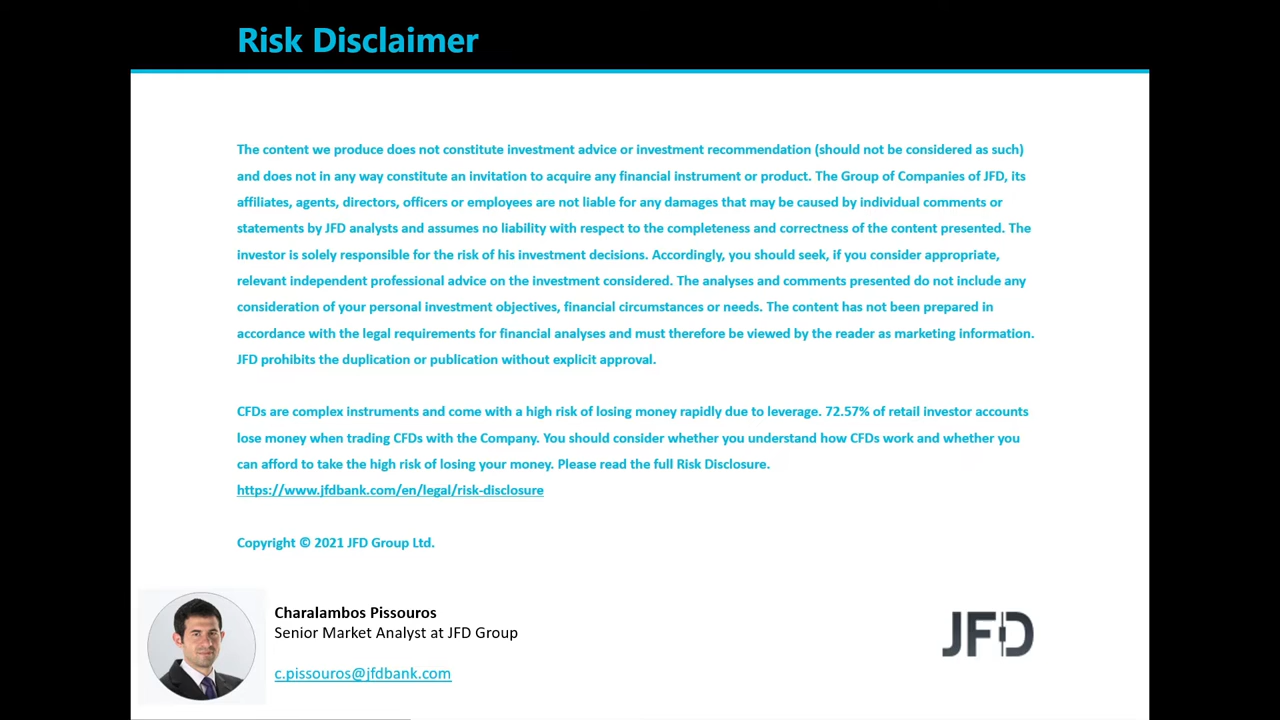 Risk Disclaimer
The content we produce does not constitute investment advice or investment recommendation (should not be considered as such)
and does not in any way constitute an invitation to acquire any financial instrument or product. The Group of Companies of JFD, its
affiliates, agents, directors, officers or employees are not liable for any damages that may be caused by individual comments or
statements by JFD analysts and assumes no liability with respect to the completeness and correctness of the content presented. The
investor is solely responsible for the risk of his investment decisions. Accordingly, you should seek, if you consider appropriate,
relevant independent professional advice on the investment considered. The analyses and comments presented do not include any
consideration of your personal investment objectives, financial circumstances or needs. The content has not been prepared in
accordance with the legal requirements for financial analyses and must therefore be viewed by the reader as marketing information.
JFD prohibits the duplication or publication without explicit approval.
CFDs are complex instruments and come with a high risk of losing money rapidly due to leverage. 72.57% of retail investor accounts
lose money when trading CFDs with the Company. You should consider whether you understand how CFDs work and whether you
can afford to take the high risk of losing your money. Please read the full Risk Disclosure.
https://www.jfdbank.com/en/legal/risk-disclosure
Copyright © 2021 JFD Group Ltd.
Charalambos Pissouros
Senior Market Analyst at JFD Group
c.pissouros@jfdbank.com
JFD